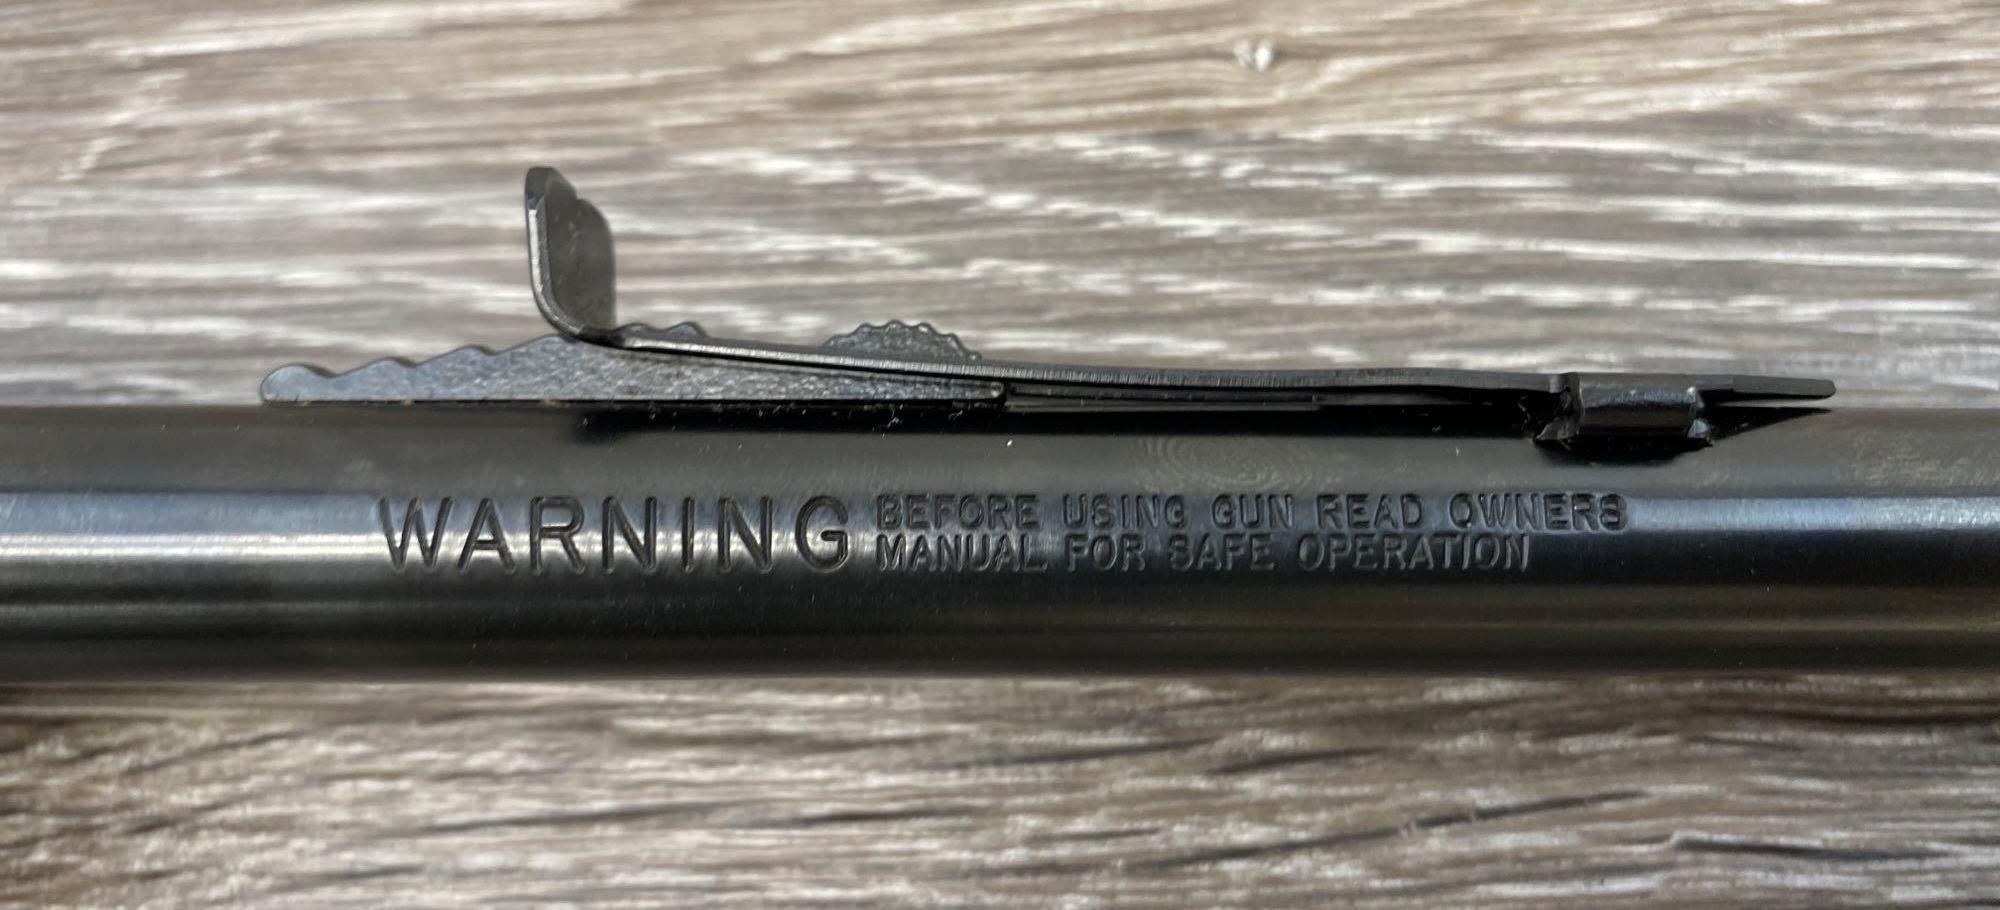 WARNING BEFORE USING GUN READ OWNERS
MANUAL FOR SAFE OPERATION